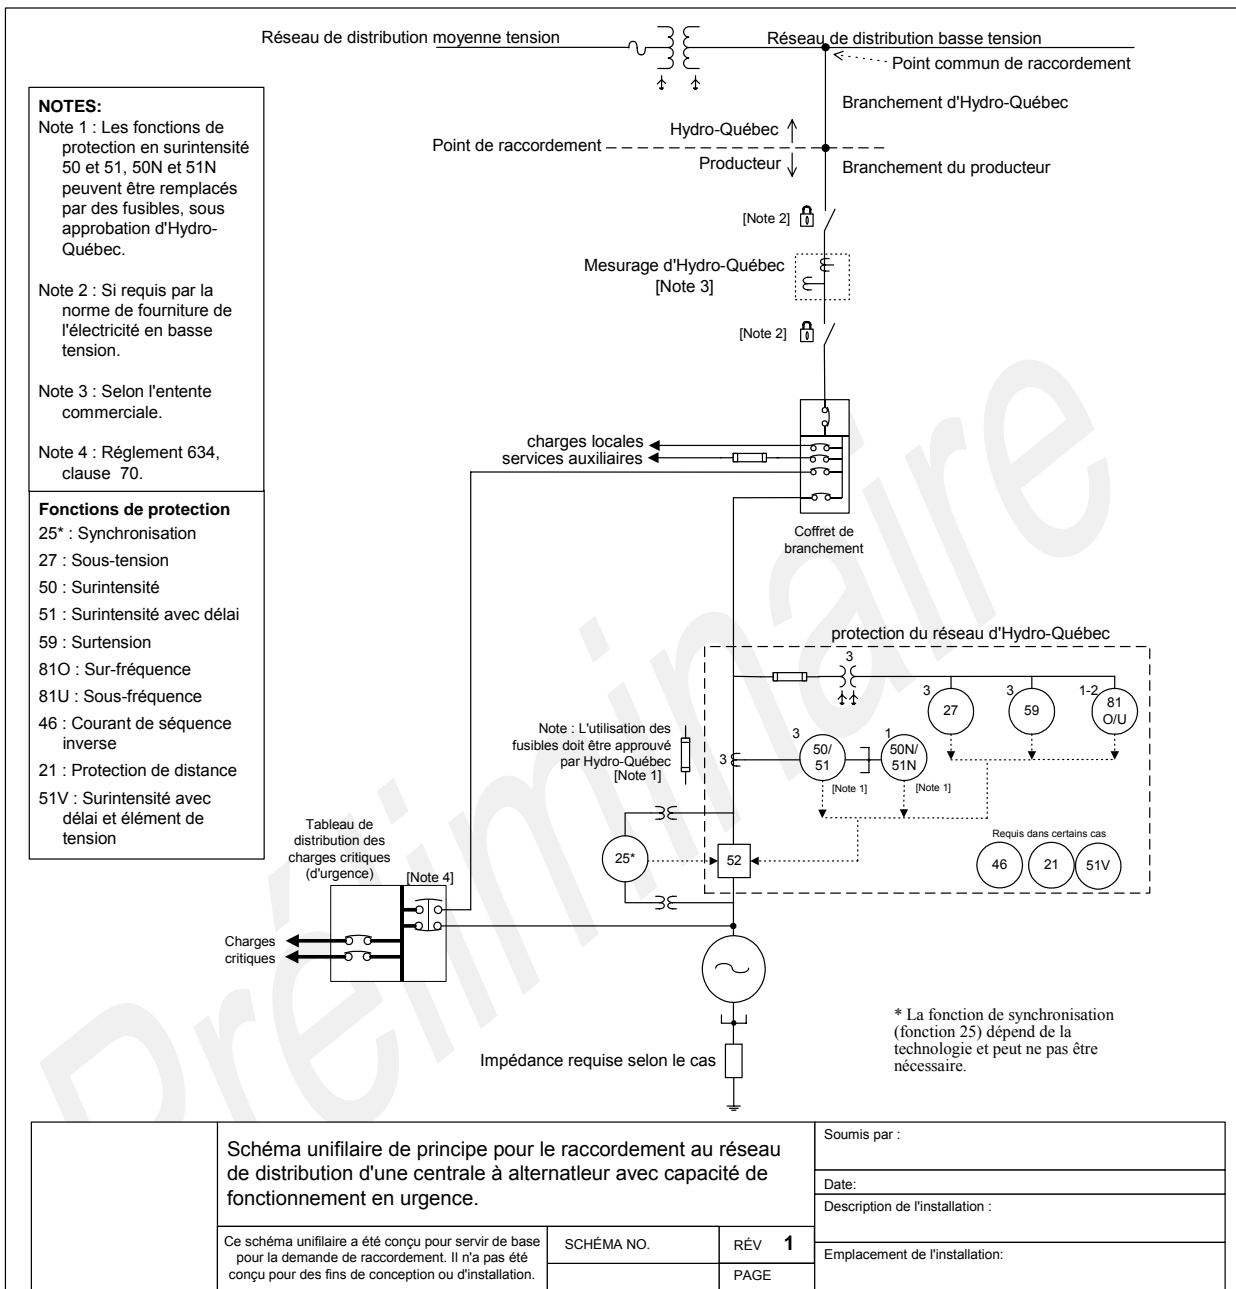 Réseau de distribution moyenne tension
Réseau de distribution basse tension
Point commun de raccordement
Branchement d'Hydro-Québec
Hydro-Québec
Point de raccordement
Producteur
Branchement du producteur
NOTES:
Note 1 : Les fonctions de
protection en surintensité
50 et 51, 50N et 51N
peuvent être remplacés
par des fusibles, sous
approbation d'Hydro-
Québec.
Note 2 : Si requis par la
norme de fourniture de
l'électricité en basse
tension.
Note 3 : Selon l'entente
commerciale.
Note 4 : Réglement 634,
clause 70.
Fonctions de protection
25* : Synchronisation
27 : Sous-tension
50 : Surintensité
51 : Surintensité avec délai
59 : Surtension
81O : Sur-fréquence
81U : Sous-fréquence
46 : Courant de séquence
inverse
21 : Protection de distance
51V : Surintensité avec
délai et élément de
tension
[Note 2]
Mesurage d'Hydro-Québec
[Note 3]
[Note 2]
charges locales
services auxiliaires
Coffret de
branchement
protection du réseau d'Hydro-Québec
3
3
27
3
59
1-2
81
O/U
Note : L'utilisation des
fusibles doit être approuvé
par Hydro-Québec
[Note 1]
3
3
50/
51
[Note 1]
1
50N/
51N
[Note 1]
25*
52
Requis dans certains cas
46
21
51V
Tableau de
distribution des
charges critiques
(d'urgence)
[Note 4]
Charges
critiques
Impédance requise selon le cas
* La fonction de synchronisation
(fonction 25) dépend de la
technologie et peut ne pas être
nécessaire.
Préliminaire
Schéma unifilaire de principe pour le raccordement au réseau
de distribution d'une centrale à alternatleur avec capacité de
fonctionnement en urgence.
Ce schéma unifilaire a été conçu pour servir de base
pour la demande de raccordement. Il n'a pas été
conçu pour des fins de conception ou d'installation.
SCHÉMA NO.
RÉV 1
PAGE
Soumis par :
Date:
Description de l'installation :
Emplacement de l'installation: